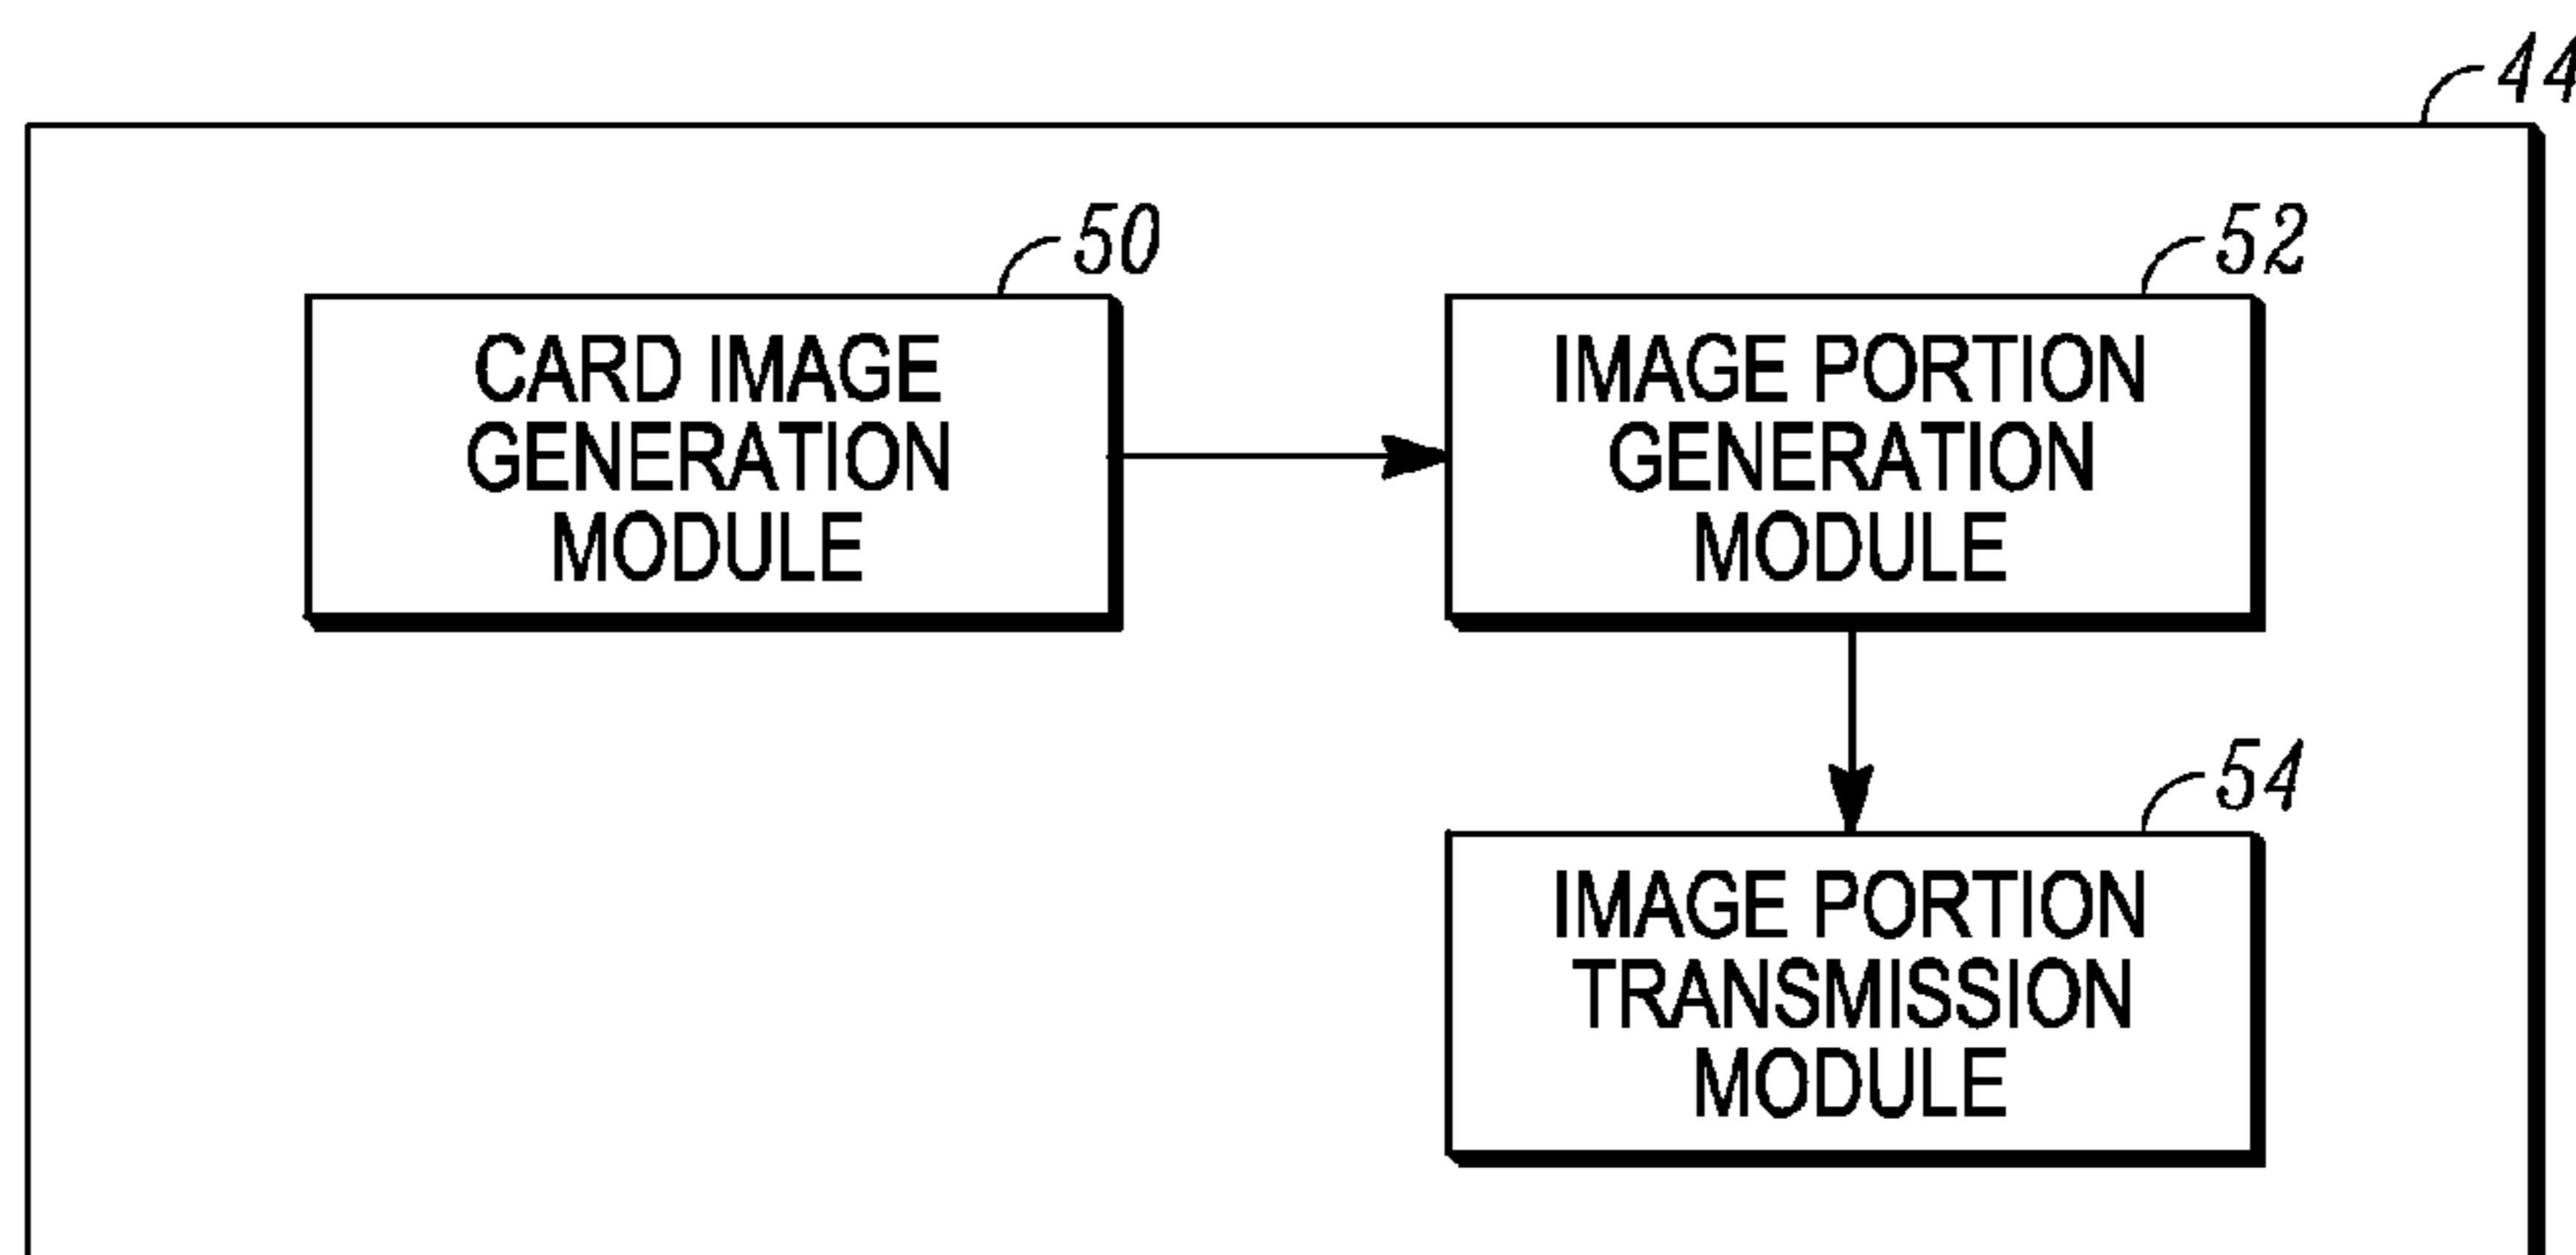 44
50
52
CARD IMAGE
GENERATION
MODULE
IMAGE PORTION
GENERATION
MODULE
54
IMAGE PORTION
TRANSMISSION
MODULE